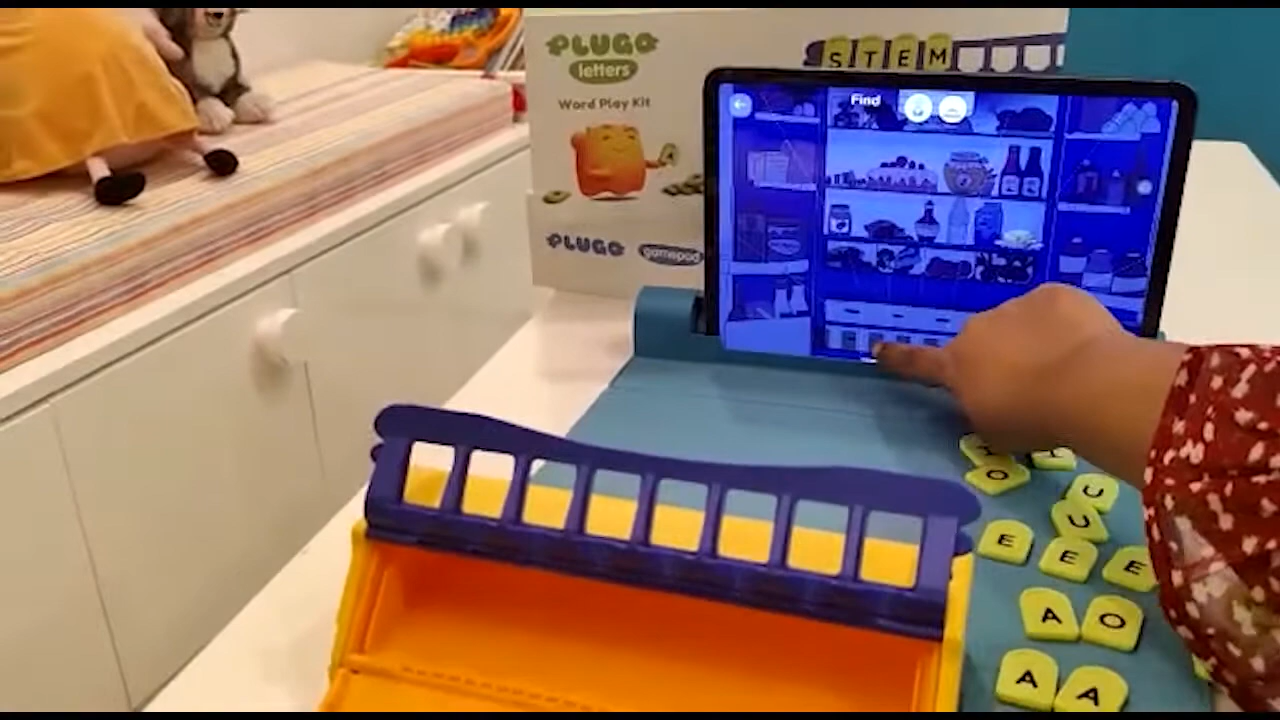 PLUGO
letters
Word Play Kit
STEM
PLUGO
gamepad
Find
O
I
U
U
E
E
E
A
O
A
A